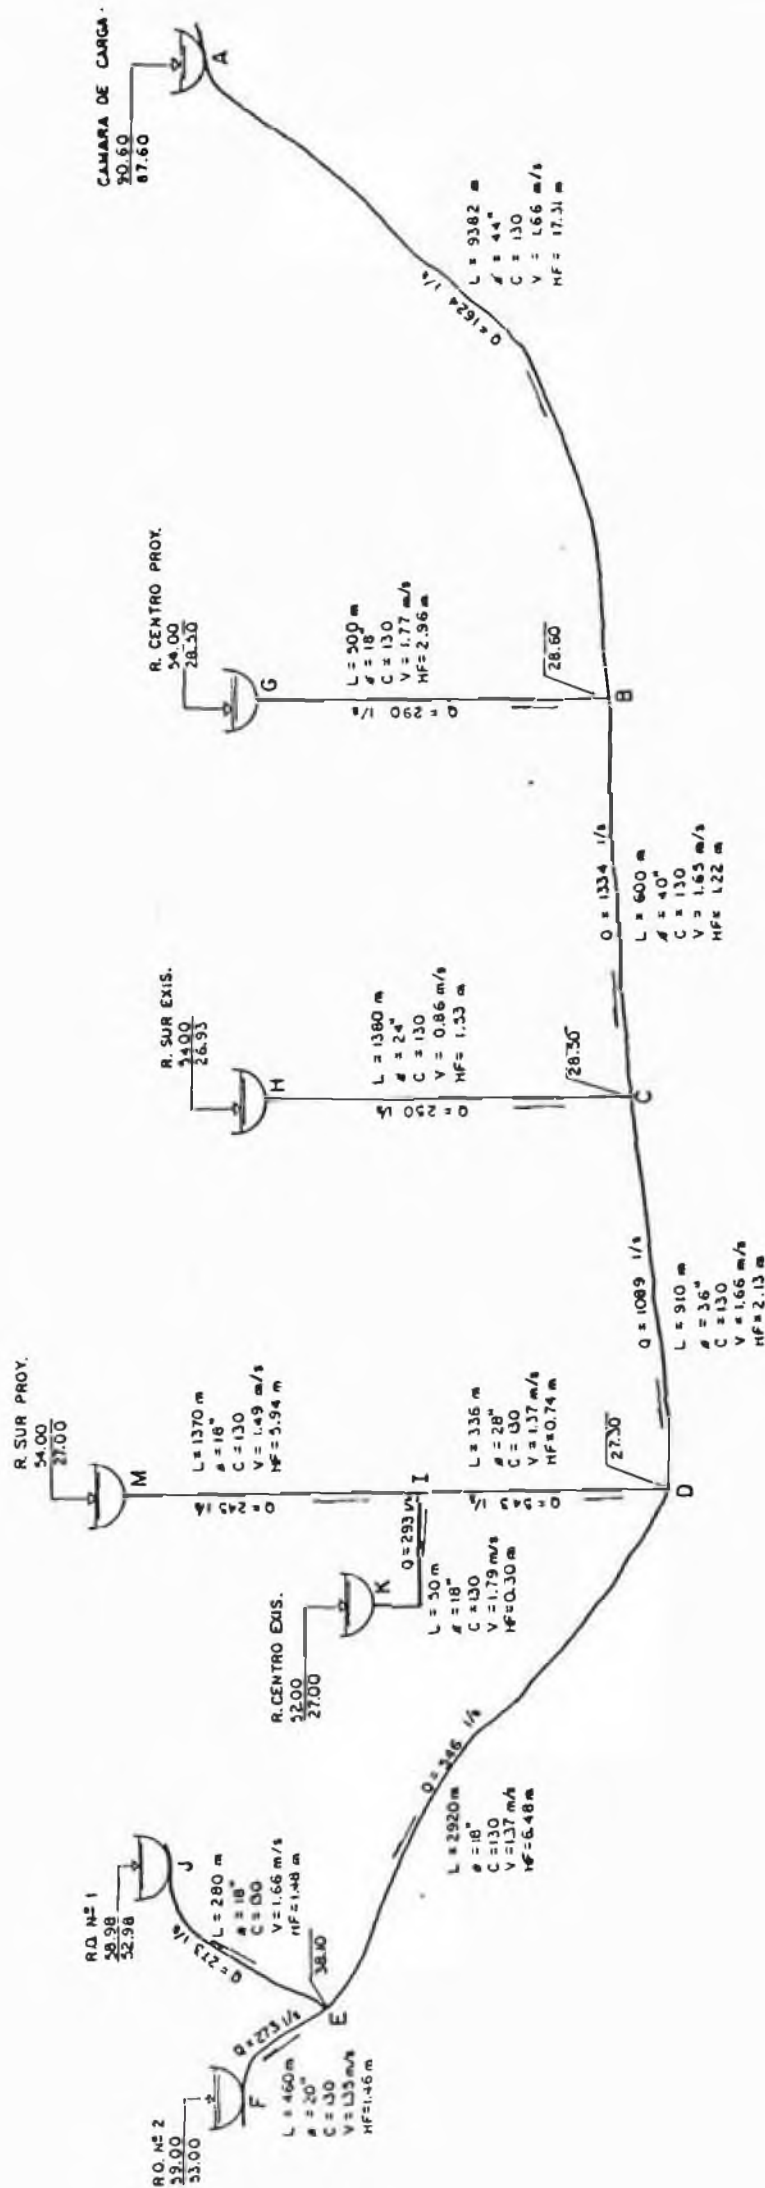 R.D. Nº 2
59.00
53.00
F
Q = 273 l/s
L = 460 m
ø = 20"
C = 130
V = 1.35 m/s
HF = 1.46 m
E
38.10
R.D. Nº 1
58.98
52.98
J
Q = 273 l/s
L = 280 m
ø = 18"
C = 130
V = 1.66 m/s
HF = 1.48 m
Q = 546 l/s
L = 2920 m
ø = 18"
C = 130
V = 1.37 m/s
HF = 6.48 m
R. CENTRO EXIS.
52.00
27.00
K
Q = 293 l/s
L = 50 m
ø = 18"
C = 130
V = 1.79 m/s
HF = 0.30 m
R. SUR PROY.
54.00
27.00
M
Q = 245 l/s
L = 1370 m
ø = 18"
C = 130
V = 1.49 m/s
HF = 5.94 m
I
Q = 543 l/s
L = 336 m
ø = 28"
C = 130
V = 1.37 m/s
HF = 0.74 m
27.30
D
Q = 1089 l/s
L = 910 m
ø = 36"
C = 130
V = 1.66 m/s
HF = 2.13 m
R. SUR EXIS.
54.00
26.93
H
Q = 250 l/s
L = 1380 m
ø = 24"
C = 130
V = 0.86 m/s
HF = 1.53 m
28.30
C
Q = 1334 l/s
L = 600 m
ø = 40"
C = 130
V = 1.65 m/s
HF = 1.22 m
R. CENTRO PROY.
54.00
28.50
G
Q = 290 l/s
L = 500 m
ø = 18"
C = 130
V = 1.77 m/s
HF = 2.96 m
28.60
B
Q = 1624 l/s
L = 9382 m
ø = 44"
C = 130
V = 1.66 m/s
HF = 17.31 m
CAMARA DE CARGA.
90.60
87.60
A